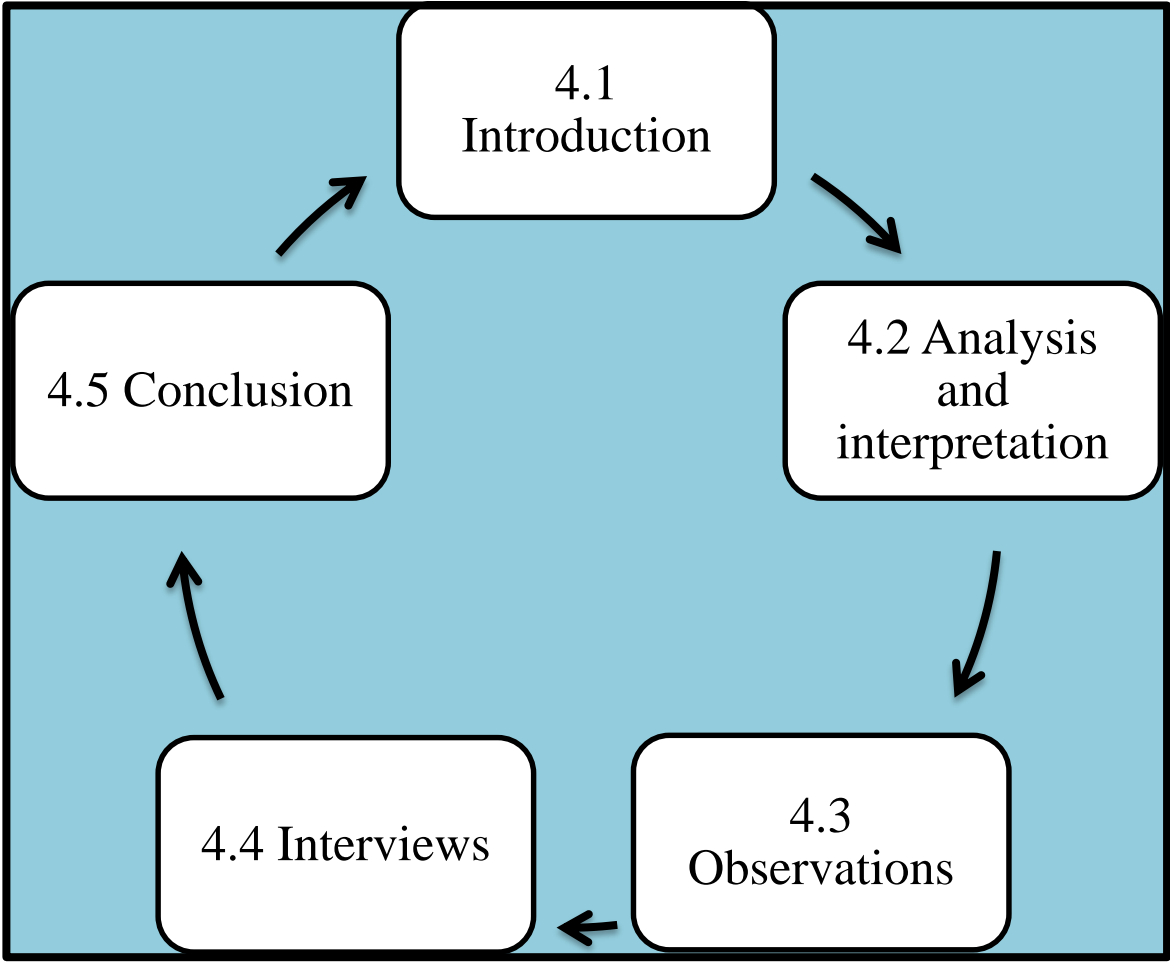 4.1
Introduction
4.2 Analysis
and
interpretation
4.3
Observations
4.4 Interviews
4.5 Conclusion